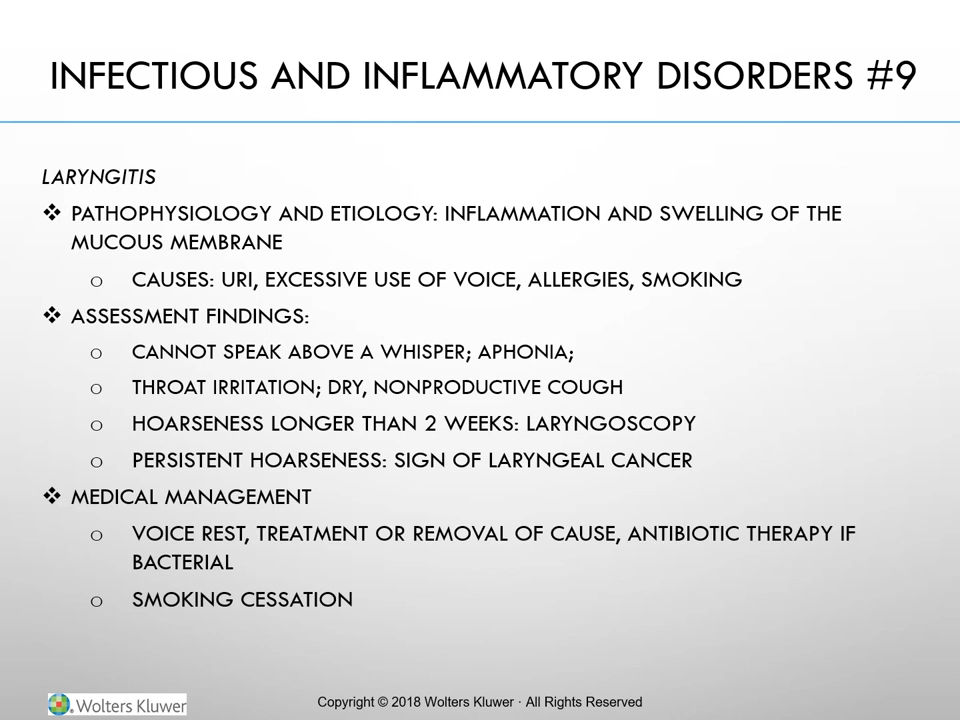 INFECTIOUS AND INFLAMMATORY DISORDERS #9
LARYNGITIS
❖ PATHOPHYSIOLOGY AND ETIOLOGY: INFLAMMATION AND SWELLING OF THE
MUCOUS MEMBRANE
o CAUSES: URI, EXCESSIVE USE OF VOICE, ALLERGIES, SMOKING
❖ ASSESSMENT FINDINGS:
o CANNOT SPEAK ABOVE A WHISPER; APHONIA;
o THROAT IRRITATION; DRY, NONPRODUCTIVE COUGH
o HOARSENESS LONGER THAN 2 WEEKS: LARYNGOSCOPY
o PERSISTENT HOARSENESS: SIGN OF LARYNGEAL CANCER
❖ MEDICAL MANAGEMENT
o VOICE REST, TREATMENT OR REMOVAL OF CAUSE, ANTIBIOTIC THERAPY IF
BACTERIAL
o SMOKING CESSATION
Wolters Kluwer
Copyright © 2018 Wolters Kluwer · All Rights Reserved